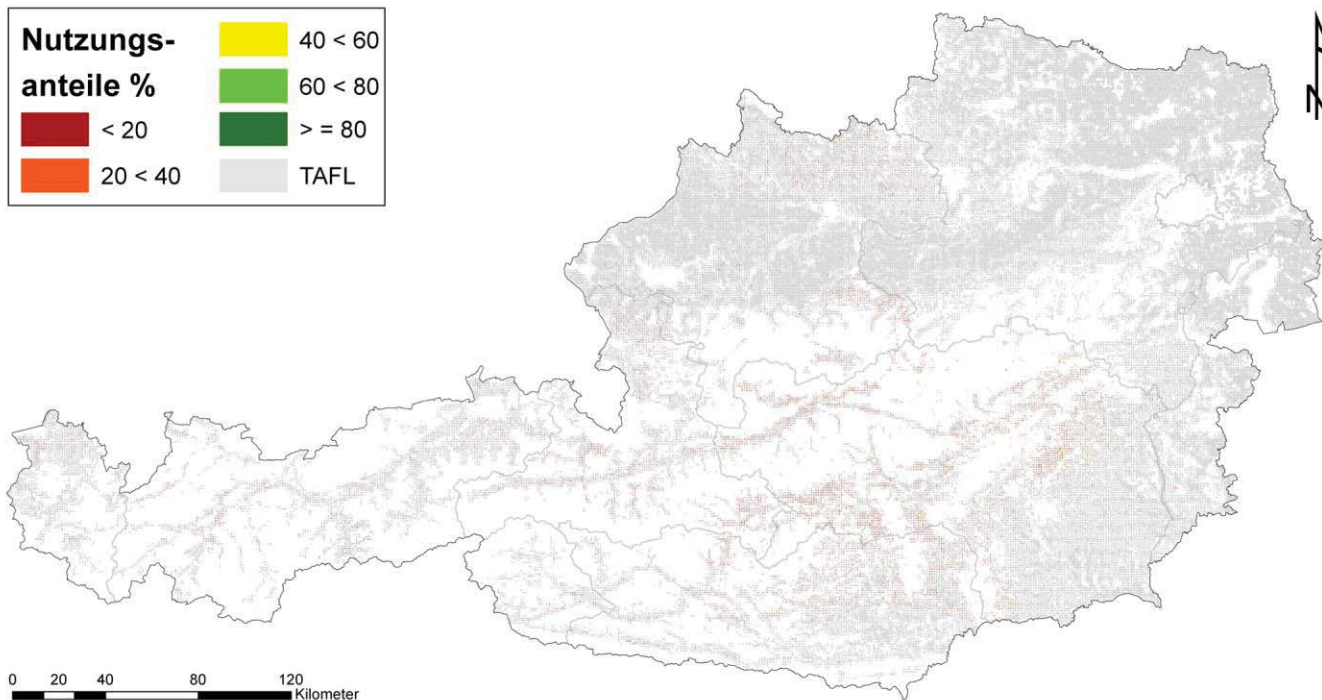 Nutzungs-
anteile %
< 20
20 < 40
40 < 60
60 < 80
> = 80
TAFL
N
0 20 40 80 120
Kilometer